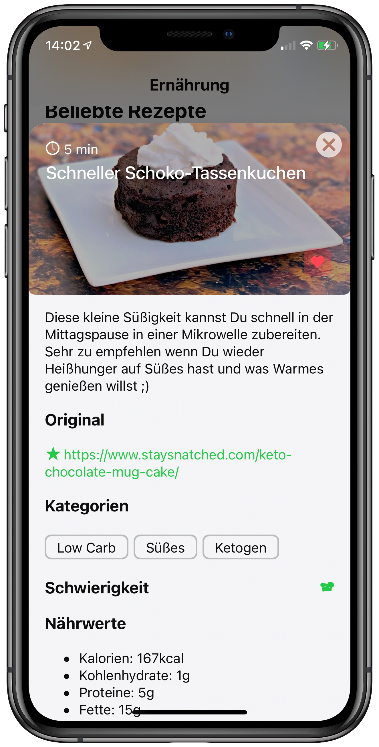 14:02
Ernährung
Beliebte Rezepte
5 min
Schneller Schoko-Tassenkuchen
Diese kleine Süßigkeit kannst Du schnell in der
Mittagspause in einer Mikrowelle zubereiten.
Sehr zu empfehlen wenn Du wieder
Heißhunger auf Süßes hast und was Warmes
genießen willst ;)
Original
★ https://www.staysnatched.com/keto-
chocolate-mug-cake/
Kategorien
Low Carb Süßes Ketogen
Schwierigkeit
Nährwerte
• Kalorien: 167kcal
• Kohlenhydrate: 1g
• Proteine: 5g
• Fette: 15g